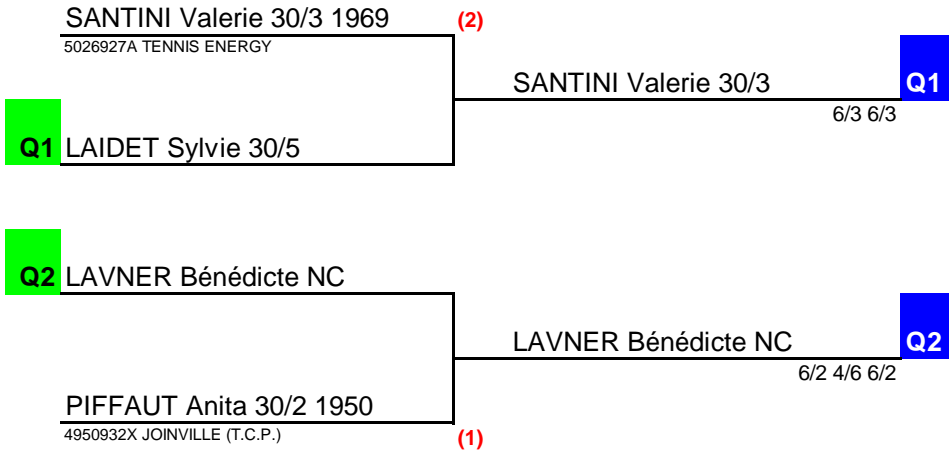 SANTINI Valerie 30/3 1969 (2)
5026927A TENNIS ENERGY
SANTINI Valerie 30/3 Q1
6/3 6/3
Q1 LAIDET Sylvie 30/5
Q2 LAVNER Bénédicte NC
LAVNER Bénédicte NC Q2
6/2 4/6 6/2
PIFFAUT Anita 30/2 1950
4950932X JOINVILLE (T.C.P.) (1)